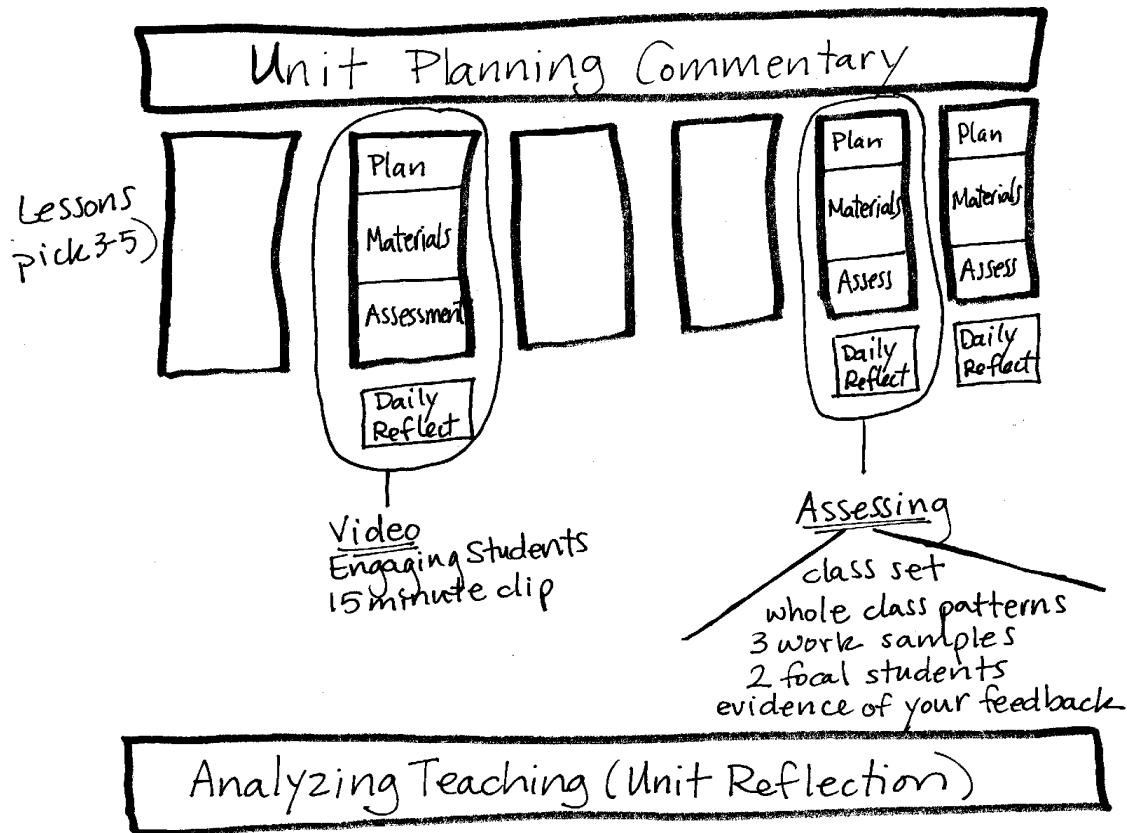 Unit Planning Commentary
Lessons
pick 3-5)
Plan
Materials
Assessment
Daily
Reflect
Plan
Materials
Assess
Daily
Reflect
Plan
Materials
Assess
Daily
Reflect
Video
Engaging Students
15 minute clip
Assessing
class set
whole class patterns
3 work samples
2 focal students
evidence of your feedback
Analyzing Teaching (Unit Reflection)